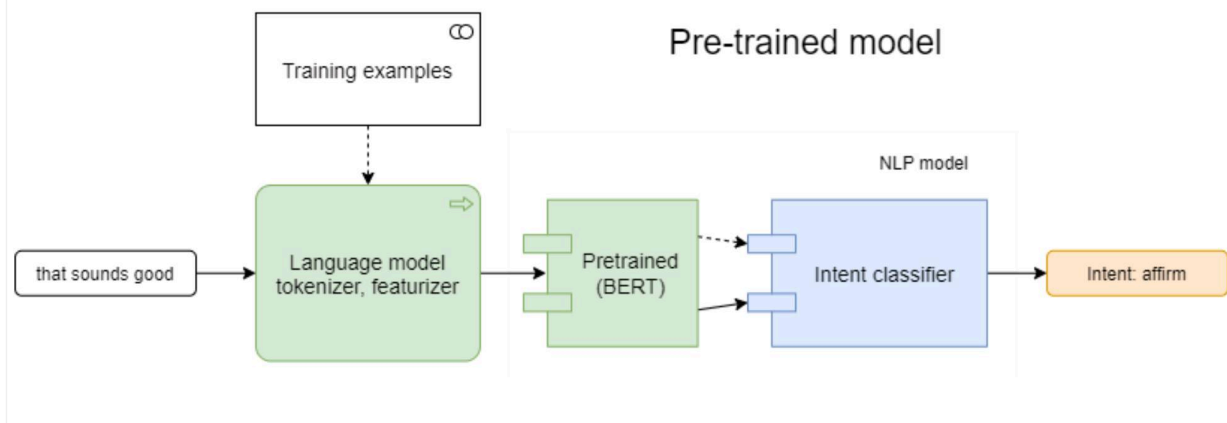 Training examples
Pre-trained model
NLP model
that sounds good
Language model
tokenizer, featurizer
Pretrained
(BERT)
Intent classifier
Intent: affirm